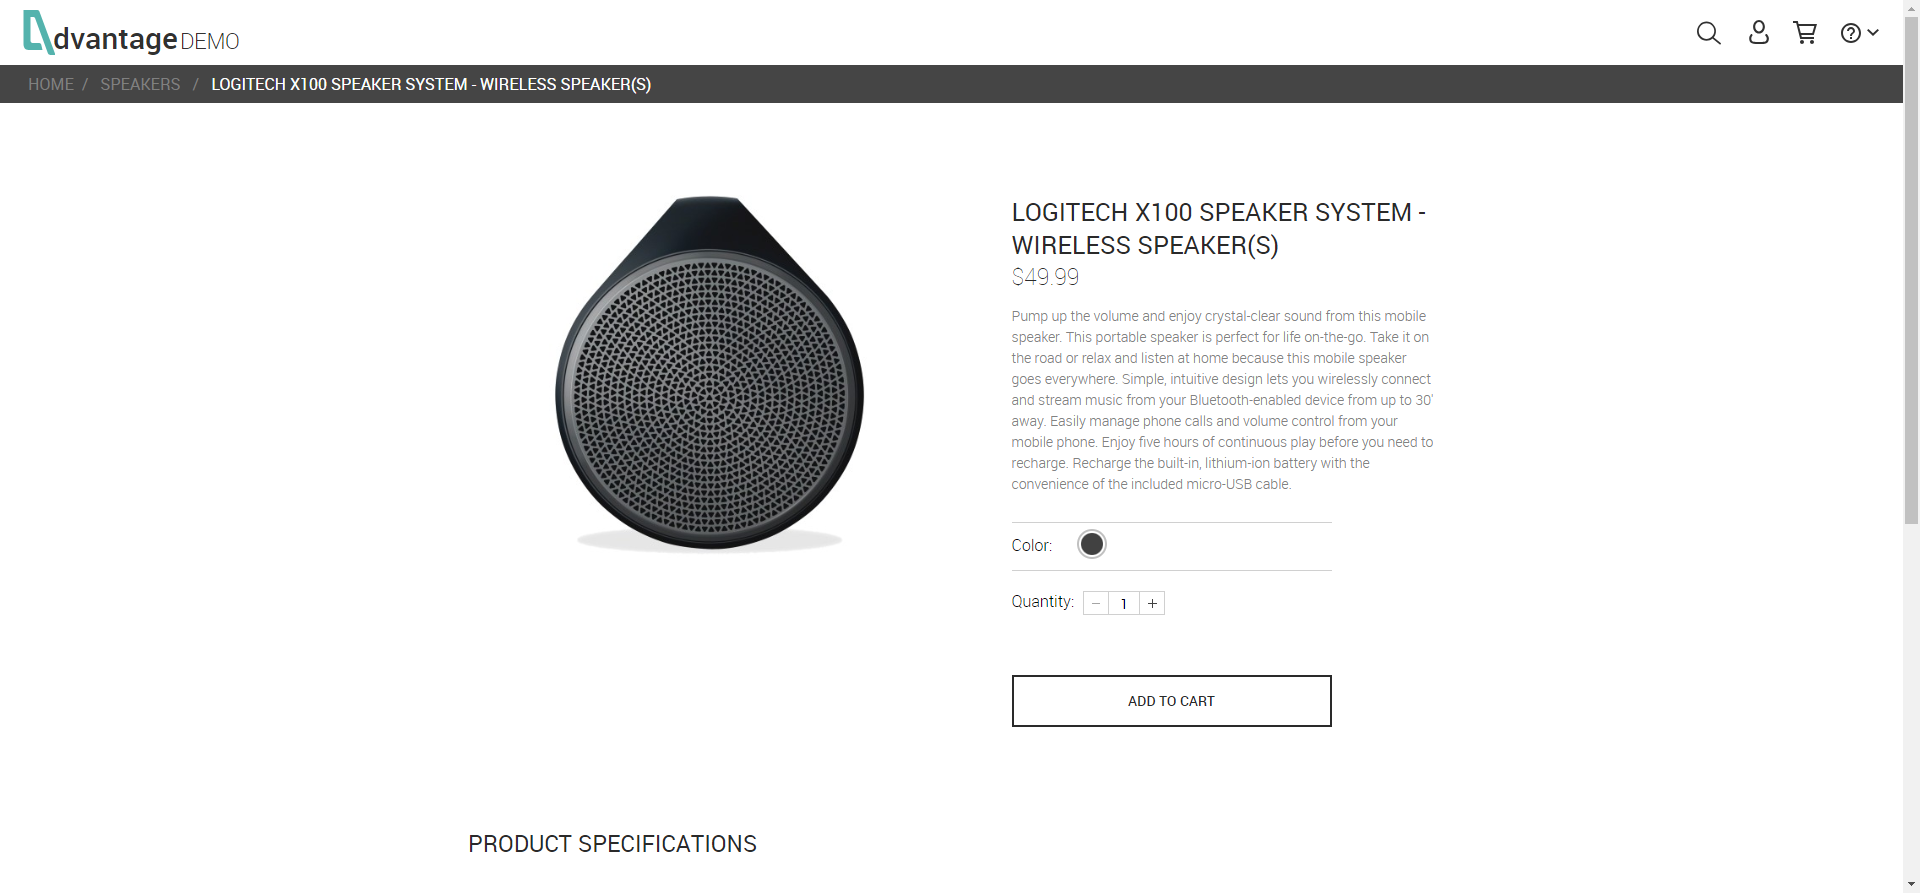 dvantage DEMO
HOME / SPEAKERS / LOGITECH X100 SPEAKER SYSTEM - WIRELESS SPEAKER(S)
LOGITECH X100 SPEAKER SYSTEM -
WIRELESS SPEAKER(S)
$49.99
Pump up the volume and enjoy crystal-clear sound from this mobile
speaker. This portable speaker is perfect for life on-the-go. Take it on
the road or relax and listen at home because this mobile speaker
goes everywhere. Simple, intuitive design lets you wirelessly connect
and stream music from your Bluetooth-enabled device from up to 30'
away. Easily manage phone calls and volume control from your
mobile phone. Enjoy five hours of continuous play before you need to
recharge. Recharge the built-in, lithium-ion battery with the
convenience of the included micro-USB cable.
Color:
Quantity: − 1 +
ADD TO CART
PRODUCT SPECIFICATIONS